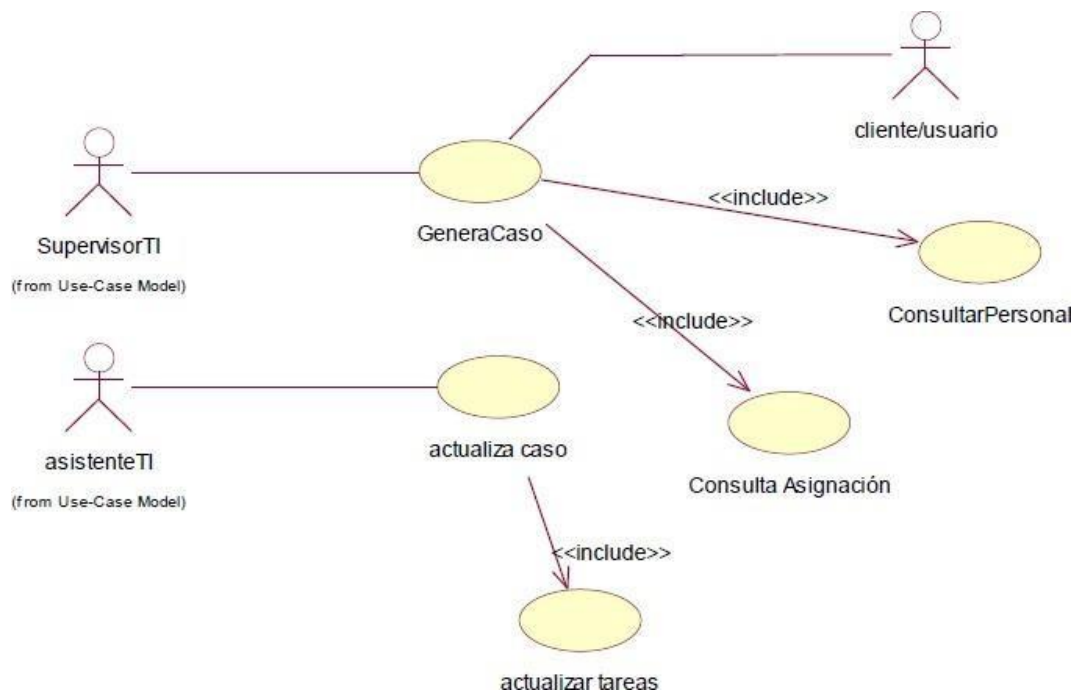 cliente/usuario
<<include>>
SupervisorTI
(from Use-Case Model)
GeneraCaso
ConsultarPersonal
<<include>>
asistenteTI
(from Use-Case Model)
actualiza caso
Consulta Asignación
<<include>>
actualizar tareas